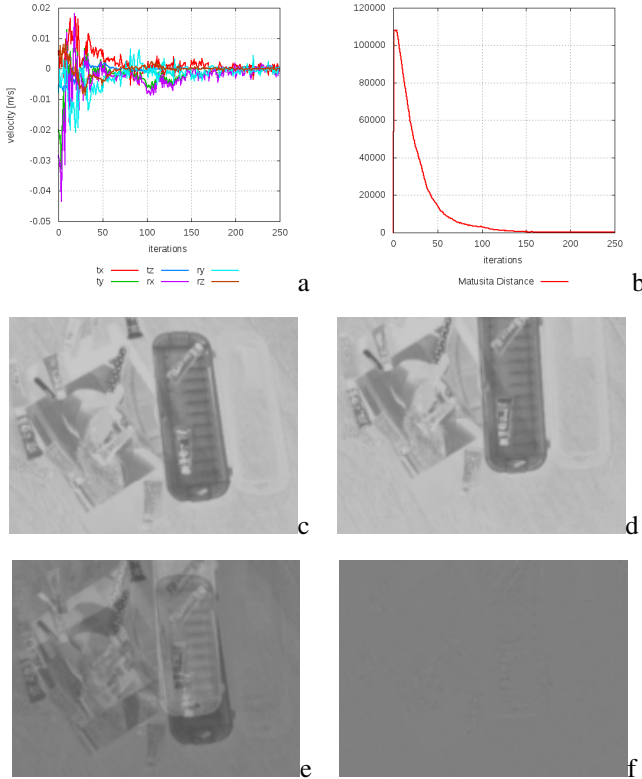 0.02
0.01
0
-0.01
-0.02
-0.03
-0.04
-0.05
velocity [m/s]
0 50 100 150 200 250
iterations
tx tz ry
ty rx rz
a
120000
100000
80000
60000
40000
20000
0
0 50 100 150 200 250
iterations
Matusita Distance
b
c
d
e
f